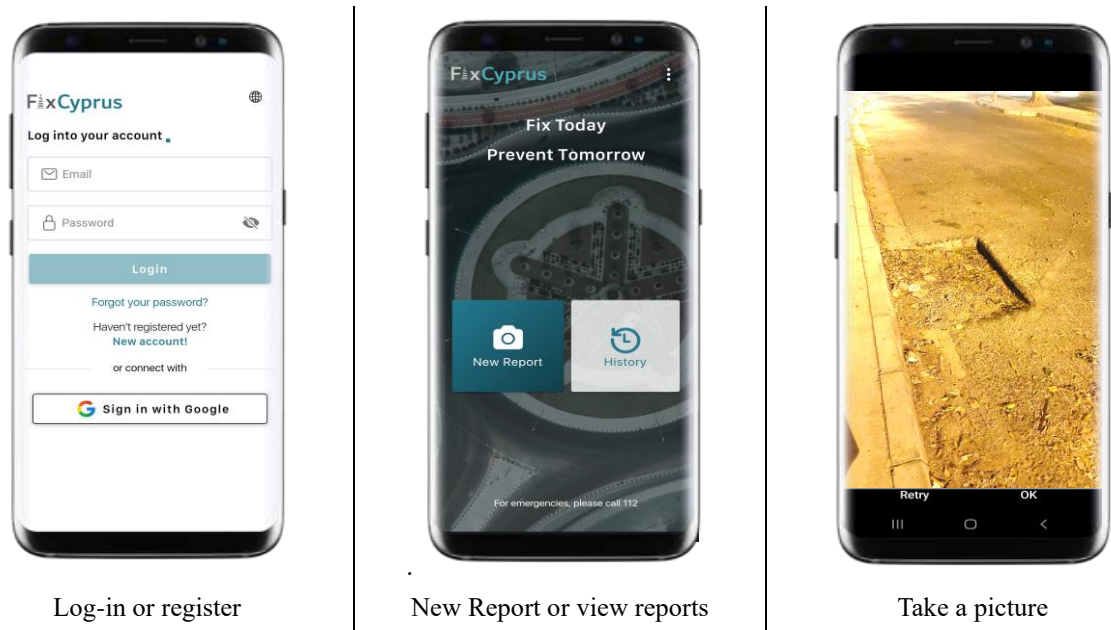 FixCyprus
Log into your account
Email
Password
Login
Forgot your password?
Haven't registered yet?
New account!
or connect with
G Sign in with Google
Log-in or register
FixCyprus
Fix Today
Prevent Tomorrow
New Report
History
For emergencies, please call 112
.
New Report or view reports
Retry
OK
Take a picture